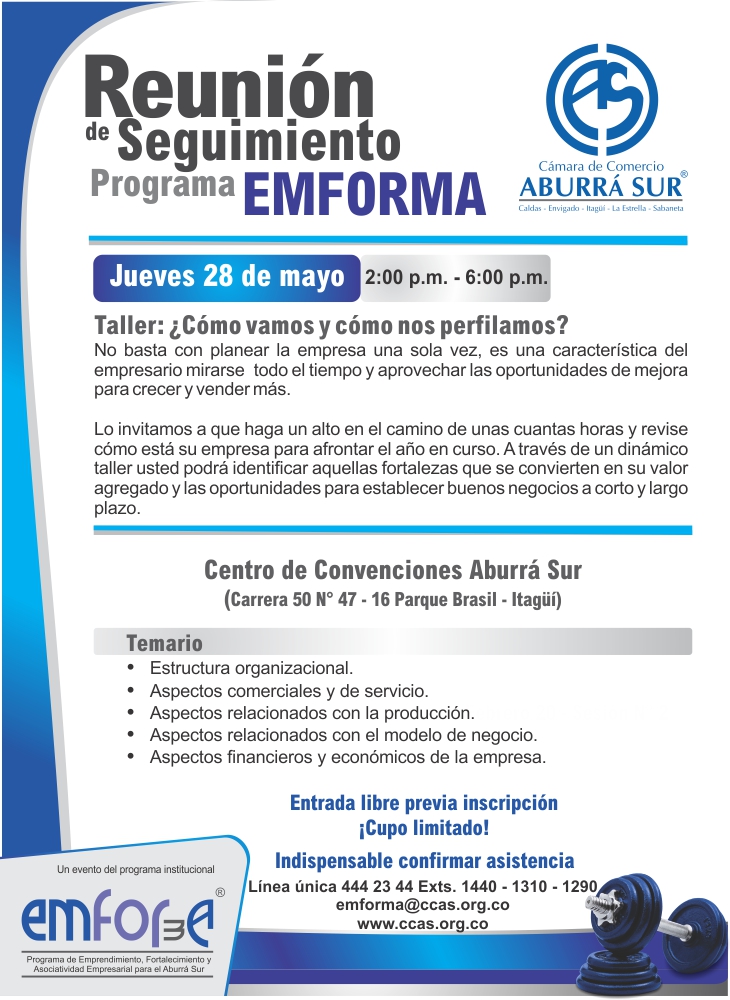 Reunión
de Seguimiento
Programa EMFORMA
AS
Cámara de Comercio
ABURRÁ SUR®
Caldas - Envigado - Itagüí - La Estrella - Sabaneta
Jueves 28 de mayo 2:00 p.m. - 6:00 p.m.
Taller: ¿Cómo vamos y cómo nos perfilamos?
No basta con planear la empresa una sola vez, es una característica del
empresario mirarse todo el tiempo y aprovechar las oportunidades de mejora
para crecer y vender más.
Lo invitamos a que haga un alto en el camino de unas cuantas horas y revise
cómo está su empresa para afrontar el año en curso. A través de un dinámico
taller usted podrá identificar aquellas fortalezas que se convierten en su valor
agregado y las oportunidades para establecer buenos negocios a corto y largo
plazo.
Centro de Convenciones Aburrá Sur
(Carrera 50 N° 47 - 16 Parque Brasil - Itagüí)
Temario
• Estructura organizacional.
• Aspectos comerciales y de servicio.
• Aspectos relacionados con la producción.
• Aspectos relacionados con el modelo de negocio.
• Aspectos financieros y económicos de la empresa.
Entrada libre previa inscripción
¡Cupo limitado!
Indispensable confirmar asistencia
Línea única 444 23 44 Exts. 1440 - 1310 - 1290
emforma@ccas.org.co
www.ccas.org.co
Un evento del programa institucional
emfor3A®
Programa de Emprendimiento, Fortalecimiento y
Asociatividad Empresarial para el Aburrá Sur